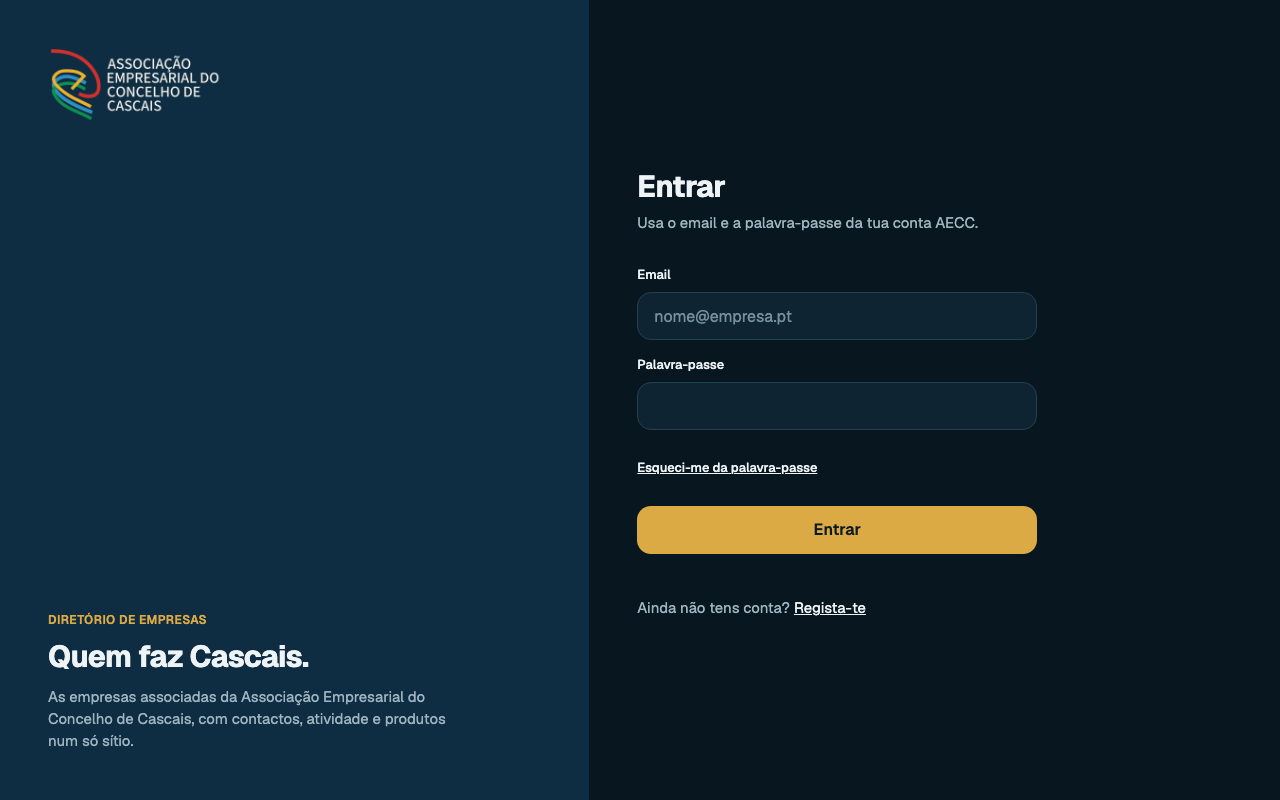 ASSOCIAÇÃO
EMPRESARIAL DO
CONCELHO DE
CASCAIS
DIRETÓRIO DE EMPRESAS
Quem faz Cascais.
As empresas associadas da Associação Empresarial do
Concelho de Cascais, com contactos, atividade e produtos
num só sítio.
Entrar
Usa o email e a palavra-passe da tua conta AECC.
Email
nome@empresa.pt
Palavra-passe
Esqueci-me da palavra-passe
Entrar
Ainda não tens conta? Regista-te